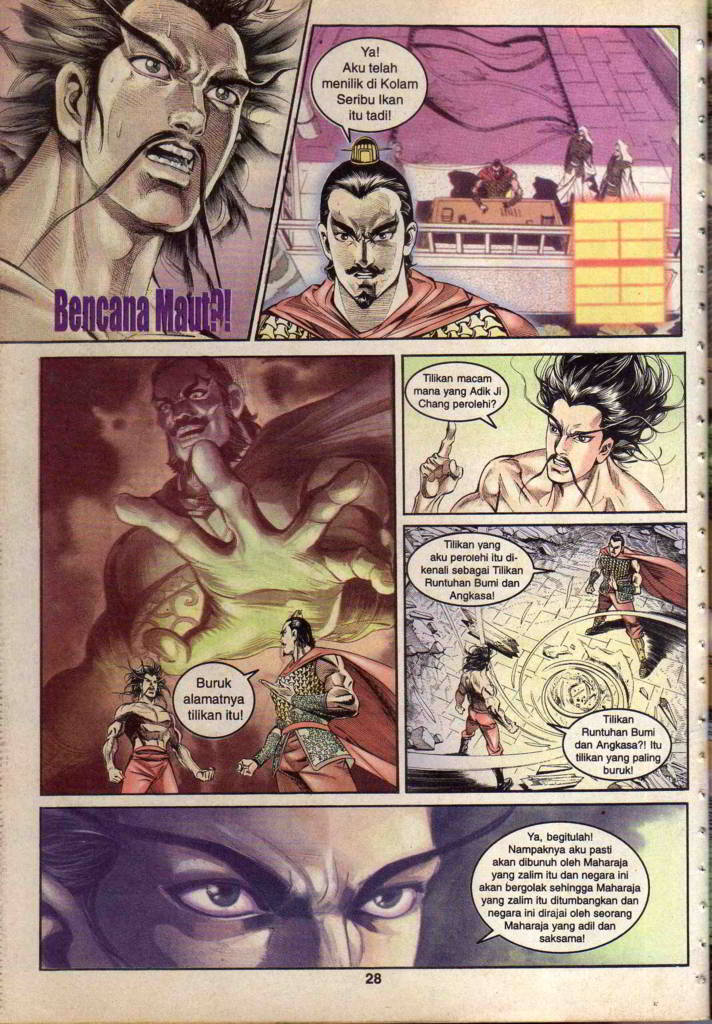 Bencana Maut?!
Ya!
Aku telah
menilik di Kolam
Seribu Ikan
itu tadi!
Buruk
alamatnya
tilikan itu!
Tilikan macam
mana yang Adik Ji
Chang perolehi?
Tilikan yang
aku perolehi itu di-
kenali sebagai Tilikan
Runtuhan Bumi dan
Angkasa!
Tilikan
Runtuhan Bumi
dan Angkasa?! Itu
tilikan yang paling
buruk!
Ya, begitulah!
Nampaknya aku pasti
akan dibunuh oleh Maharaja
yang zalim itu dan negara ini
akan bergolak sehingga Maharaja
yang zalim itu ditumbangkan dan
negara ini dirajai oleh seorang
Maharaja yang adil dan
saksama!
28